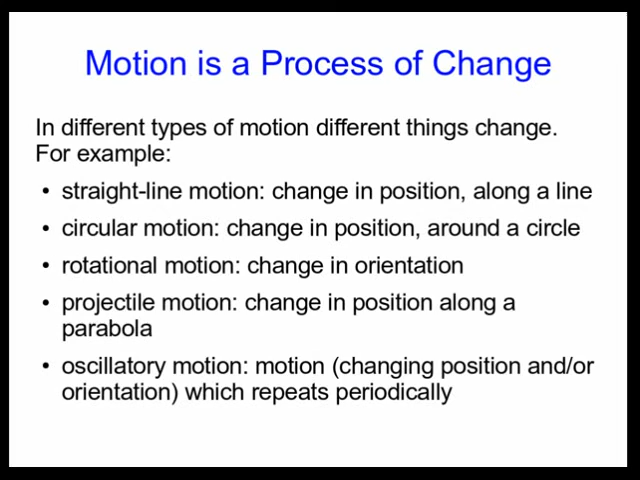 Motion is a Process of Change
In different types of motion different things change.
For example:
• straight-line motion: change in position, along a line
• circular motion: change in position, around a circle
• rotational motion: change in orientation
• projectile motion: change in position along a
parabola
• oscillatory motion: motion (changing position and/or
orientation) which repeats periodically